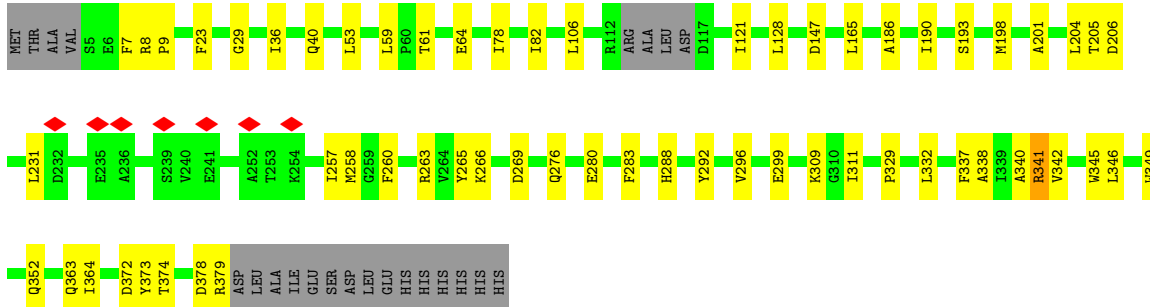 MET THR ALA VAL S5 E6 F7 R8 P9 F23 G29 I36 Q40 L53 L59 P60 T61 E64 I78 I82 L106 R112 ARG ALA LEU ASP D117 I121 L128 D147 L165 A186 I190 S193 M198 A201 L204 T205 D206
L231 D232 E235 A236 S239 V240 E241 A252 T253 K254 I257 M258 G259 F260 R263 V264 Y265 K266 D269 Q276 E280 F283 H288 Y292 V296 E299 K309 G310 I311 P329 L332 F337 A338 I339 A340 R341 V342 W345 L346
Q352 Q363 I364 D372 Y373 T374 D378 R379 ASP LEU ALA ILE GLU SER ASP LEU GLU HIS HIS HIS HIS HIS HIS